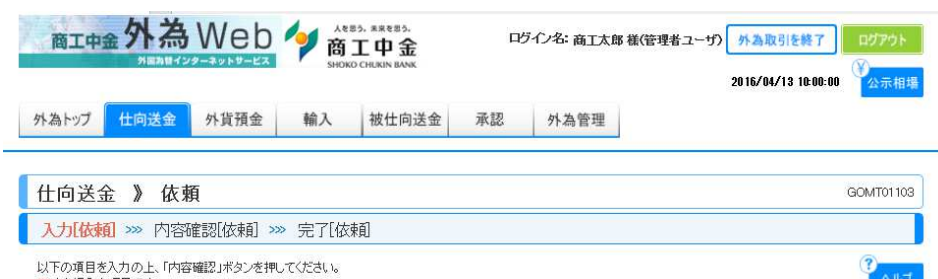 商工中金 外為 Web
外国為替インターネットサービス
人を思う。未来を思う。
商工中金
SHOKO CHUKIN BANK
ログイン名: 商工太郎 様(管理者ユーザ) 外為取引を終了 ログアウト
2016/04/13 10:00:00 ¥ 公示相場
外為トップ 仕向送金 外貨預金 輸入 被仕向送金 承認 外為管理
仕向送金 》 依頼 GOMT01103
入力[依頼] >>> 内容確認[依頼] >>> 完了[依頼]
以下の項目を入力の上、「内容確認」ボタンを押してください。
? ヘルプ